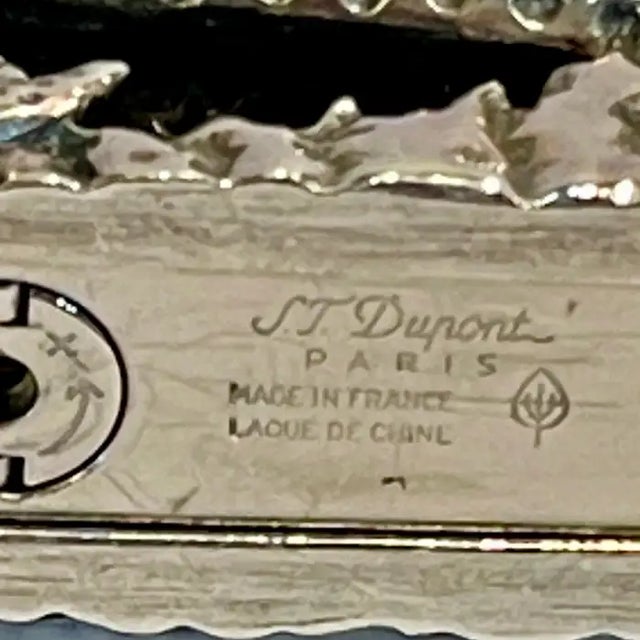 S.T. Dupont
PARIS
MADE IN FRANCE
LAQUE DE CHINE